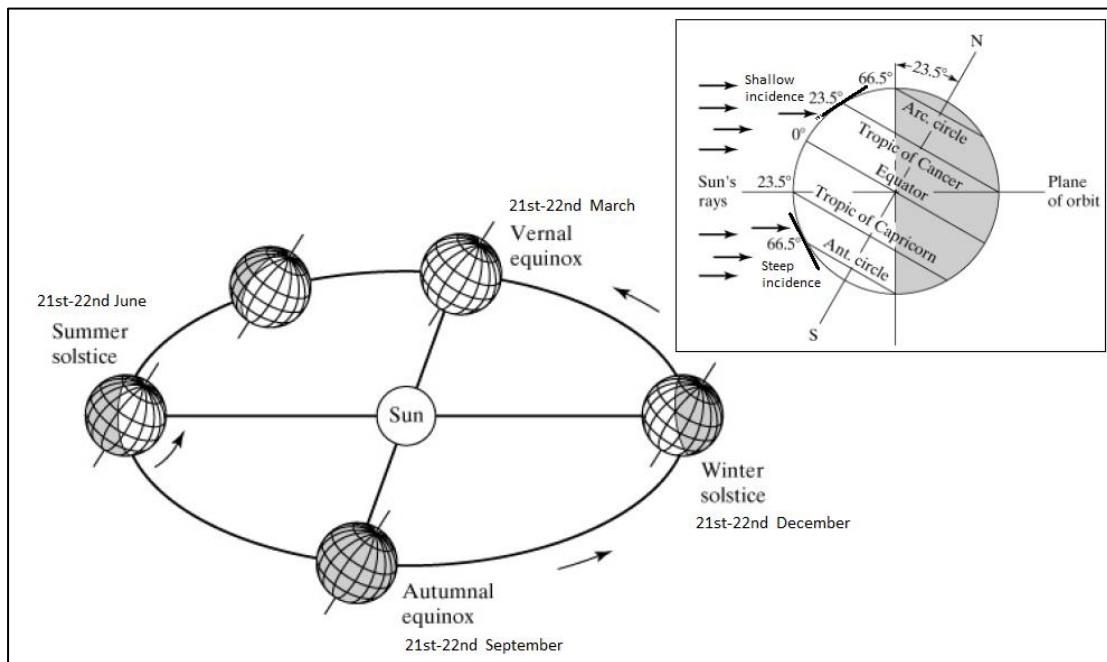 21st-22nd March
Vernal
equinox
21st-22nd June
Summer
solstice
Sun
Winter
solstice
21st-22nd December
Autumnal
equinox
21st-22nd September
N
23.5°
66.5°
Shallow
incidence
23.5°
Arc. circle
0°
Tropic of Cancer
Equator
Sun's
rays
23.5°
Plane
of orbit
Tropic of Capricorn
66.5°
Ant. circle
Steep
incidence
S